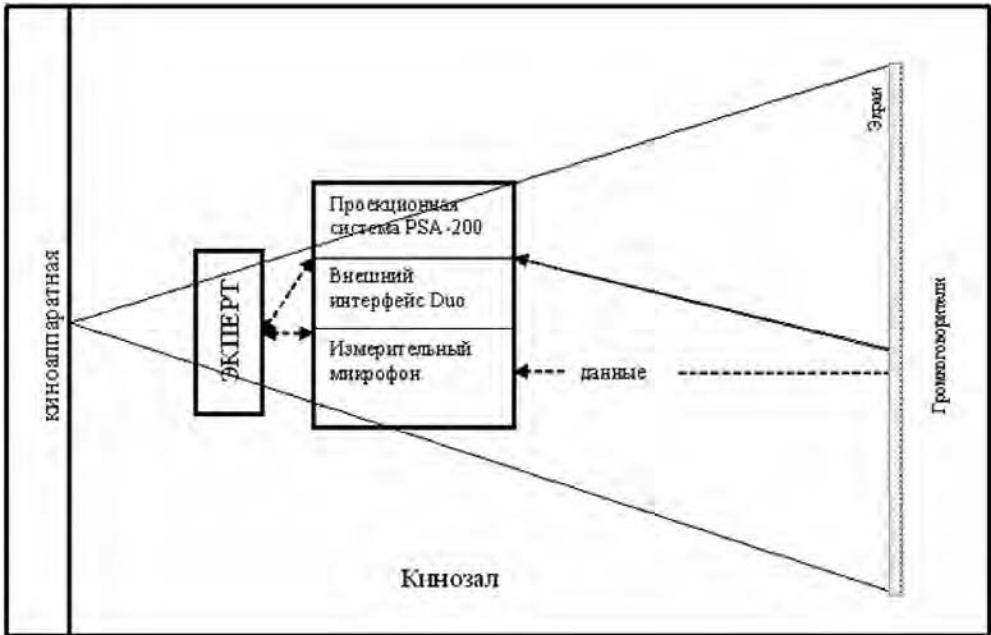 киноаппаратная
ЭКПЕРТ
Проекционная
система PSA-200
Внешний
интерфейс Duo
Измерительный
микрофон
данные
Экран
Громкоговорители
Кинозал